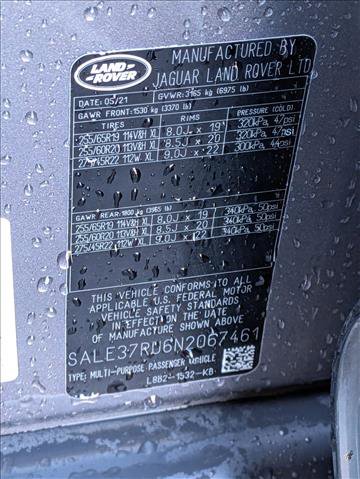 LAND-
ROVER
MANUFACTURED BY
JAGUAR LAND ROVER LTD
DATE: 05/21 GVWR: 3165 kg (6975 lb)
GAWR FRONT: 1530 kg (3370 lb)
TIRES RIMS PRESSURE (COLD)
255/65R19 114V&H XL 8.0J x 19 320kPa, 47psi
255/60R20 113V&H XL 8.5J x 20 320kPa, 47psi
275/45R22 112W XL 9.0J x 22 300kPa, 44psi
GAWR REAR: 1800 kg (3965 lb)
255/65R19 114V&H XL 8.0J x 19 340kPa, 50psi
255/60R20 113V&H XL 8.5J x 20 340kPa, 50psi
275/45R22 112W XL 9.0J x 22 340kPa, 50psi
THIS VEHICLE CONFORMS TO ALL
APPLICABLE U.S. FEDERAL MOTOR
VEHICLE SAFETY STANDARDS
IN EFFECT ON THE DATE
OF MANUFACTURE SHOWN ABOVE
SALE37RU6N2067461
TYPE: MULTI-PURPOSE PASSENGER VEHICLE
L8B2-1532-KB